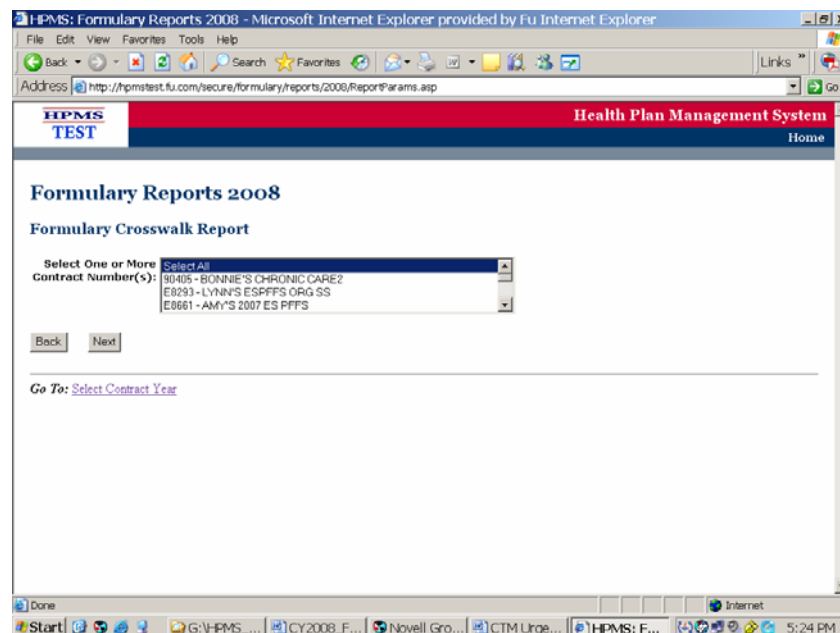 HPMS: Formulary Reports 2008 - Microsoft Internet Explorer provided by Fu Internet Explorer
File Edit View Favorites Tools Help
Back Search Favorites Links »
Address http://hpmstest.fu.com/secure/formulary/reports/2008/ReportParams.asp Go
HPMS Health Plan Management System
TEST Home
Formulary Reports 2008
Formulary Crosswalk Report
Select One or More Select All
Contract Number(s): 90405 - BONNIE'S CHRONIC CARE2
E8293 - LYNN'S ESPFFS ORG SS
E8661 - AMY'S 2007 ES PFFS
Back Next
Go To: Select Contract Year
Done Internet
Start G:\HPMS ... CY2008 F... Novell Gro... CTM Urge... HPMS: F... 5:24 PM